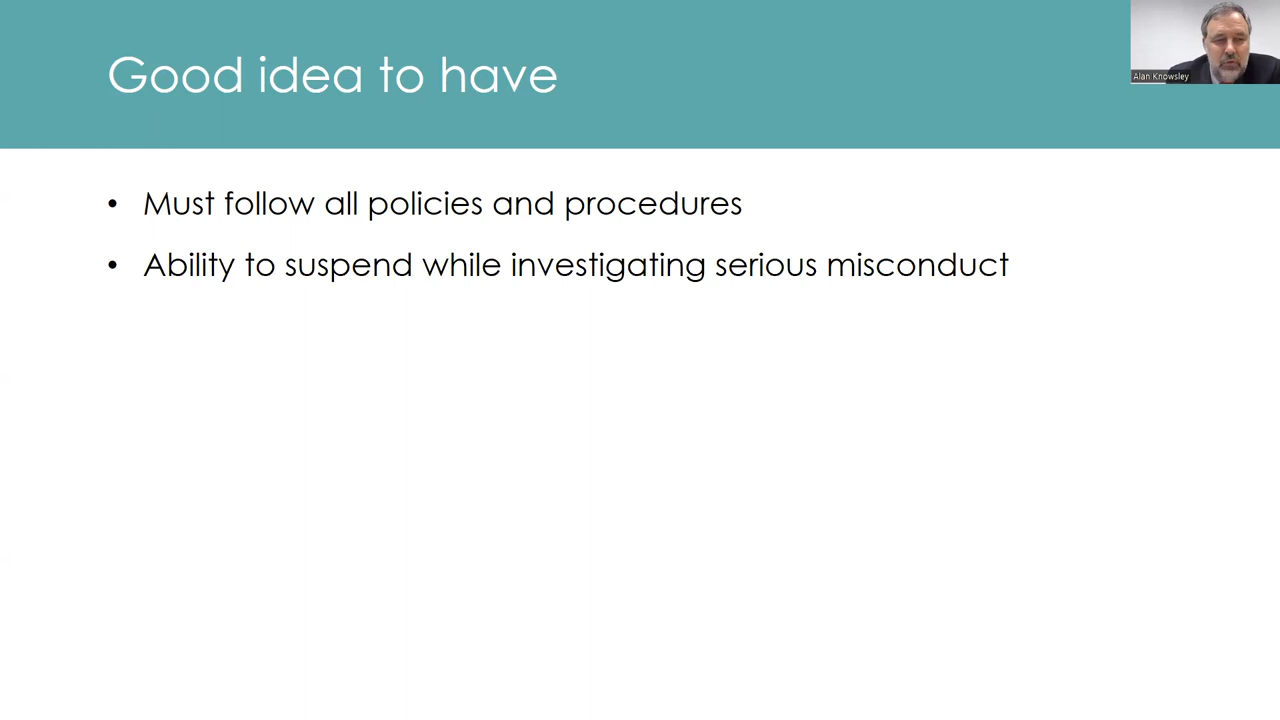 Good idea to have
Alan Knowsley
• Must follow all policies and procedures
• Ability to suspend while investigating serious misconduct